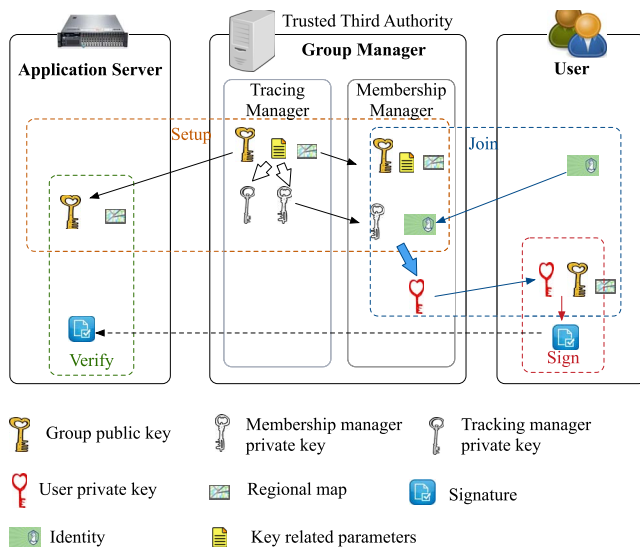 Trusted Third Authority
Application Server
Group Manager
User
Tracing
Manager
Membership
Manager
Setup
Join
Verify
Sign
Group public key
Membership manager
private key
Tracking manager
private key
User private key
Regional map
Signature
Identity
Key related parameters